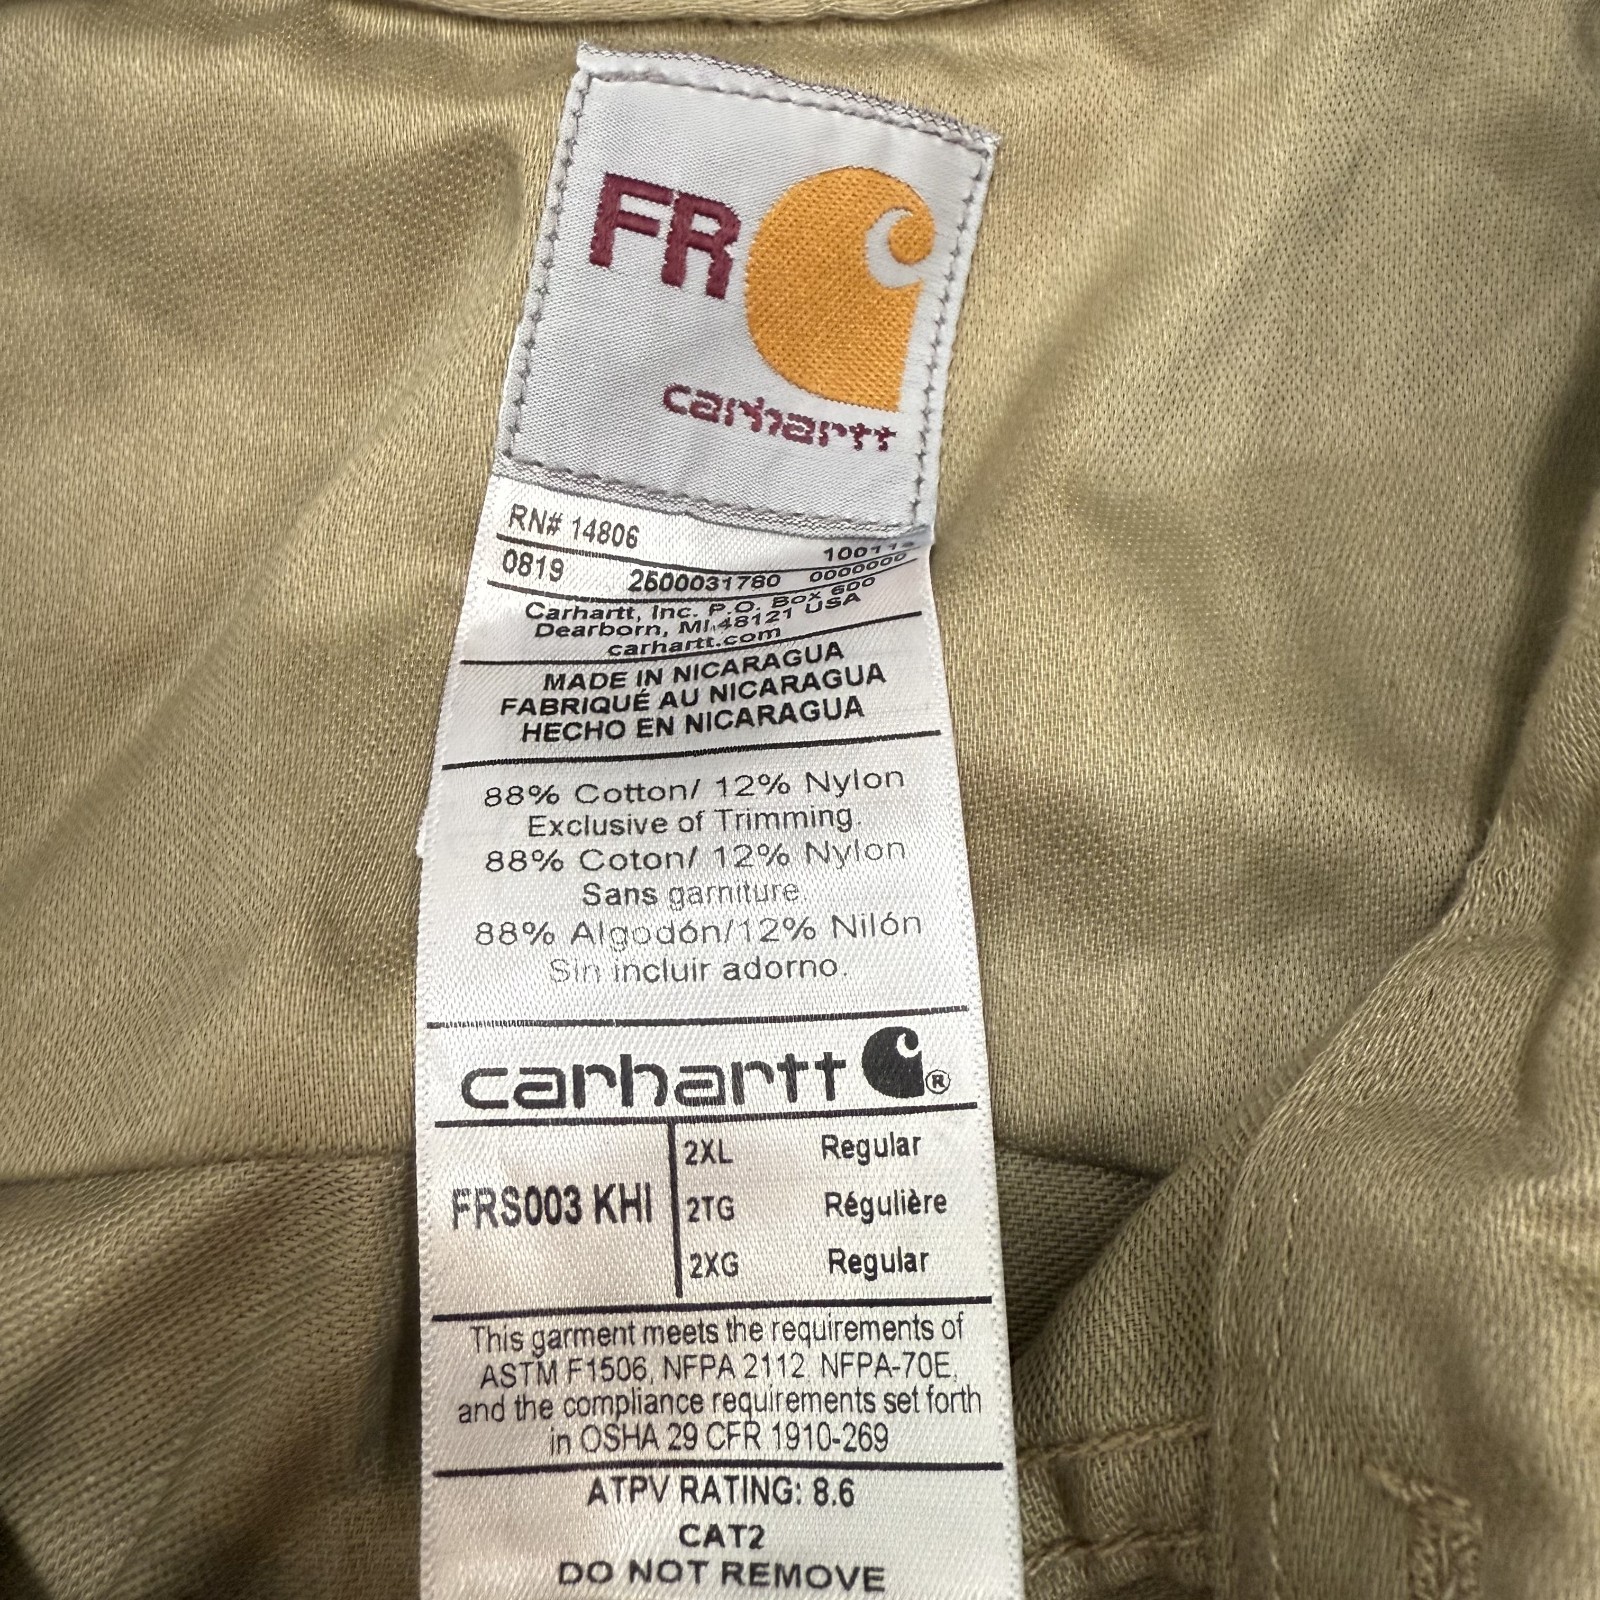 FR
carhartt
RN# 14806
0819 2600031780 0000000
Carhartt, Inc. P.O. Box 600
Dearborn, MI 48121 USA
carhartt.com
MADE IN NICARAGUA
FABRIQUÉ AU NICARAGUA
HECHO EN NICARAGUA
88% Cotton/ 12% Nylon
Exclusive of Trimming.
88% Coton/ 12% Nylon
Sans garniture.
88% Algodón/12% Nilón
Sin incluir adorno.
carhartt ®
FRS003 KHI
2XL Regular
2TG Régulière
2XG Regular
This garment meets the requirements of
ASTM F1506, NFPA 2112, NFPA-70E,
and the compliance requirements set forth
in OSHA 29 CFR 1910-269
ATPV RATING: 8.6
CAT2
DO NOT REMOVE